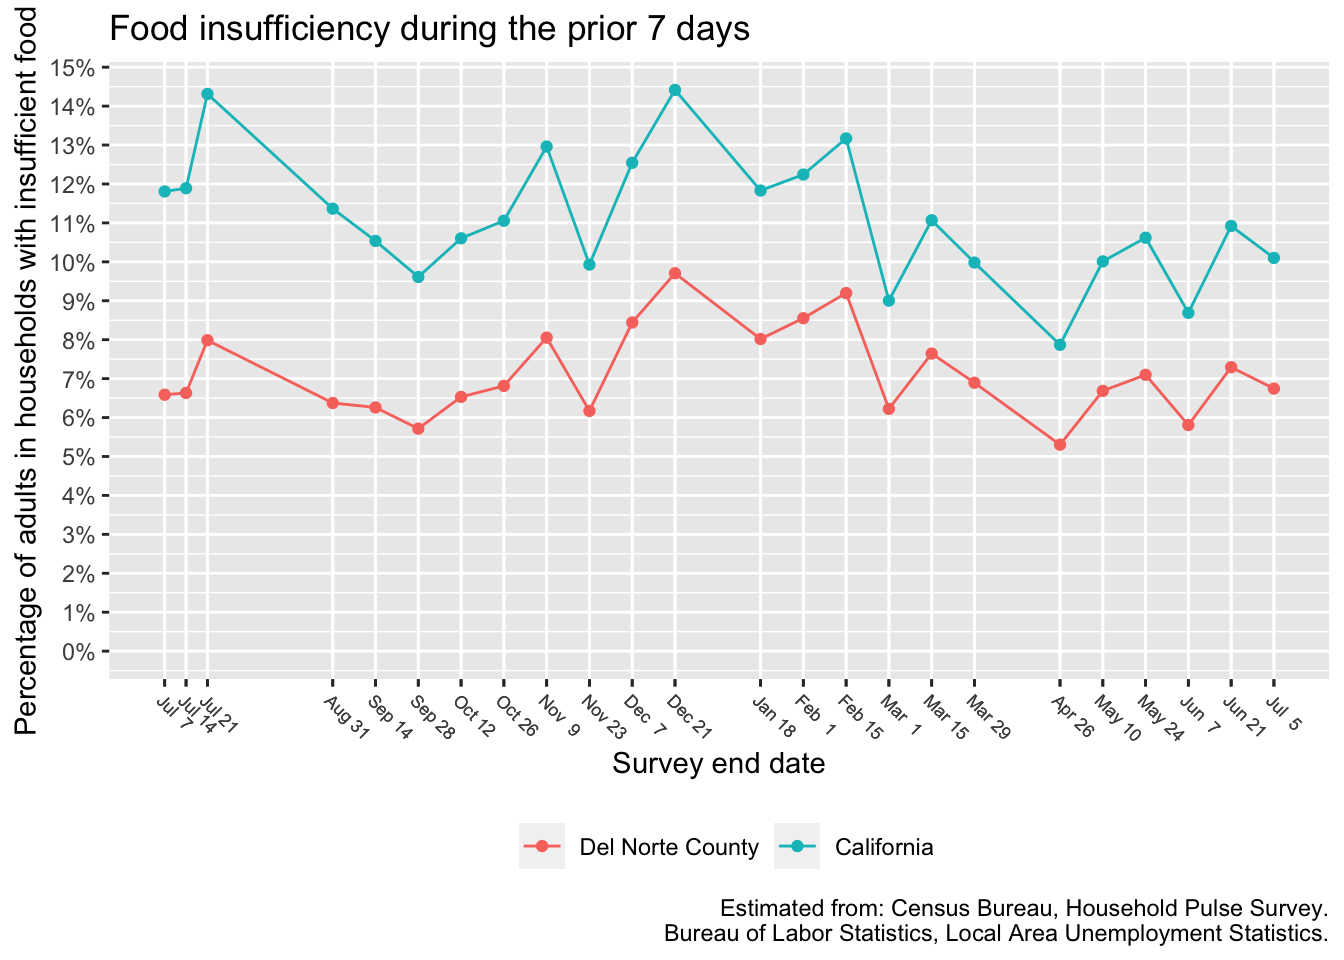 Food insufficiency during the prior 7 days
Percentage of adults in households with insufficient food
15%
14%
13%
12%
11%
10%
9%
8%
7%
6%
5%
4%
3%
2%
1%
0%
Jul 7
Jul 14
Jul 21
Aug 31
Sep 14
Sep 28
Oct 12
Oct 26
Nov 9
Nov 23
Dec 7
Dec 21
Jan 18
Feb 1
Feb 15
Mar 1
Mar 15
Mar 29
Apr 26
May 10
May 24
Jun 7
Jun 21
Jul 5
Survey end date
Del Norte County
California
Estimated from: Census Bureau, Household Pulse Survey.
Bureau of Labor Statistics, Local Area Unemployment Statistics.